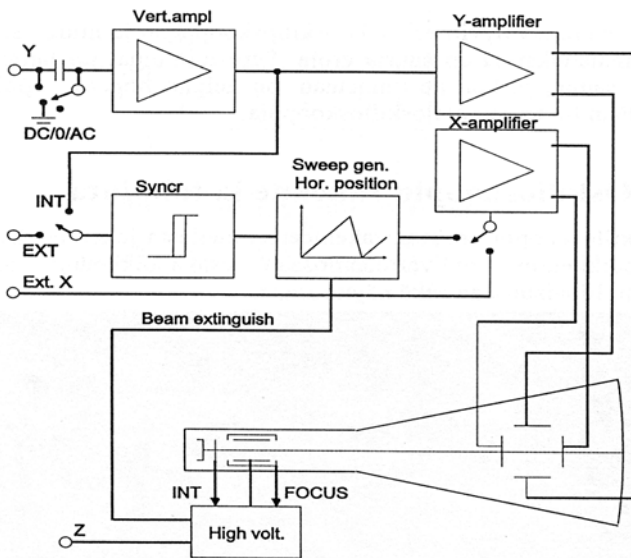 Vert.ampl
Y-amplifier
Y
DC/0/AC
X-amplifier
Sweep gen.
Hor. position
Syncr
INT
EXT
Ext. X
Beam extinguish
INT
FOCUS
Z
High volt.